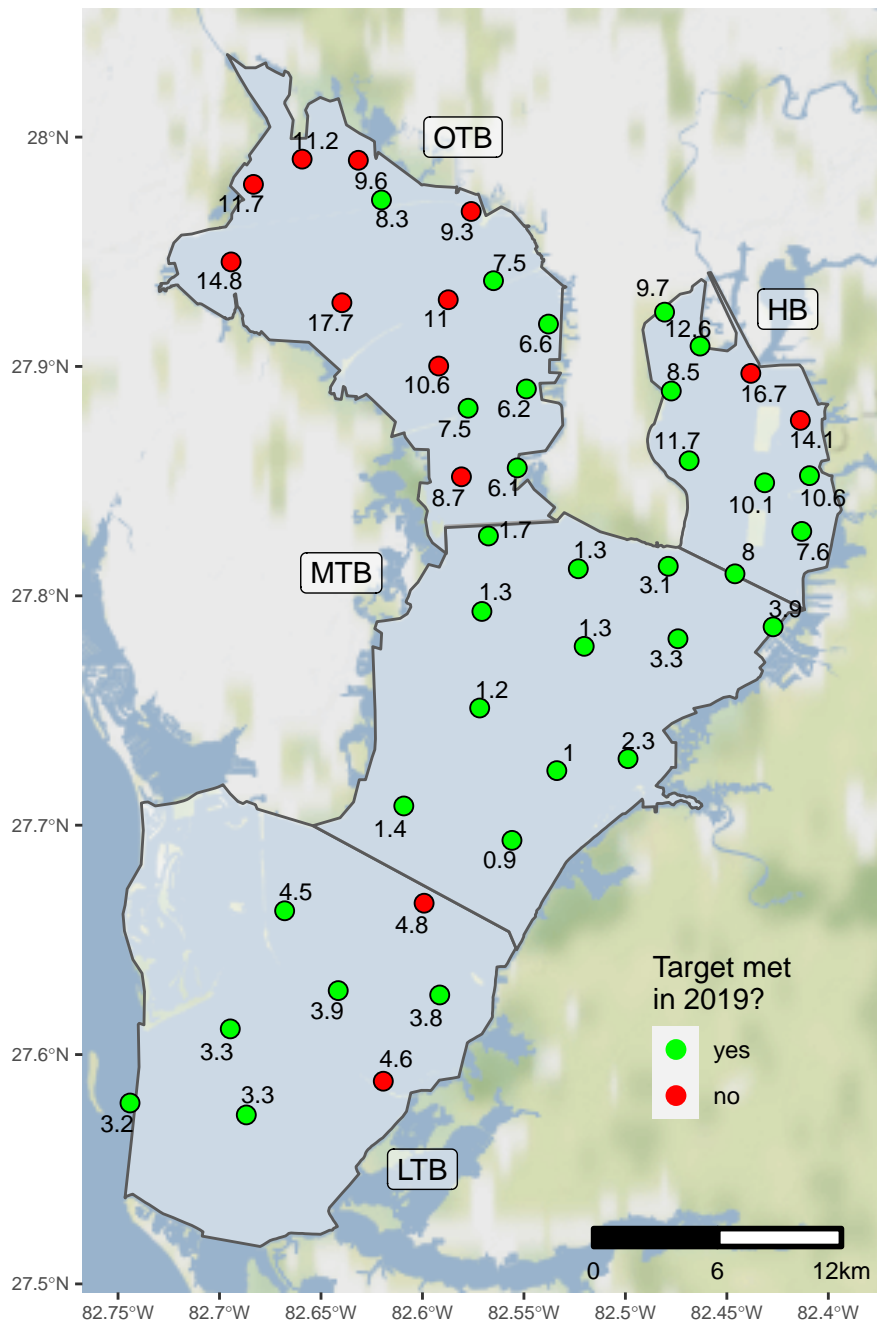 28°N
27.9°N
27.8°N
27.7°N
27.6°N
27.5°N
OTB
11.2
9.6
11.7
8.3
9.3
14.8
7.5
17.7
11
6.6
10.6
6.2
7.5
8.7
6.1
HB
9.7
12.6
8.5
16.7
14.1
11.7
10.1
10.6
7.6
8
MTB
1.7
1.3
3.1
1.3
1.3
3.3
3.9
1.2
1
2.3
1.4
0.9
LTB
4.5
4.8
3.9
3.8
3.3
4.6
3.3
3.2
Target met
in 2019?
yes
no
0 6 12km
82.75°W 82.7°W 82.65°W 82.6°W 82.55°W 82.5°W 82.45°W 82.4°W